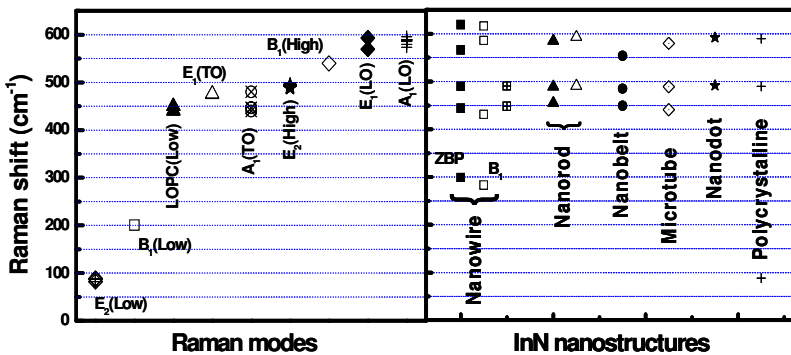 600
500
400
300
200
100
0
Raman shift (cm⁻¹)
E₂(Low)
B₁(Low)
LOPC(Low)
E₁(TO)
A₁(TO)
E₂(High)
B₁(High)
E₁(LO)
A₁(LO)
Raman modes
ZBP
B₁
Nanowire
Nanorod
Nanobelt
Microtube
Nanodot
Polycrystalline
InN nanostructures